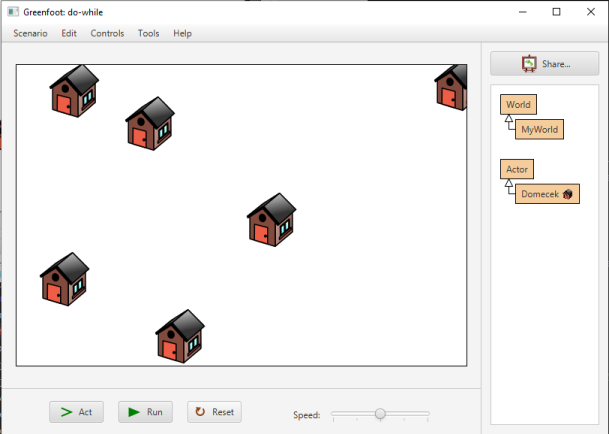 Greenfoot: do-while
Scenario Edit Controls Tools Help
Share...
World
MyWorld
Actor
Domecek
Act Run Reset Speed: